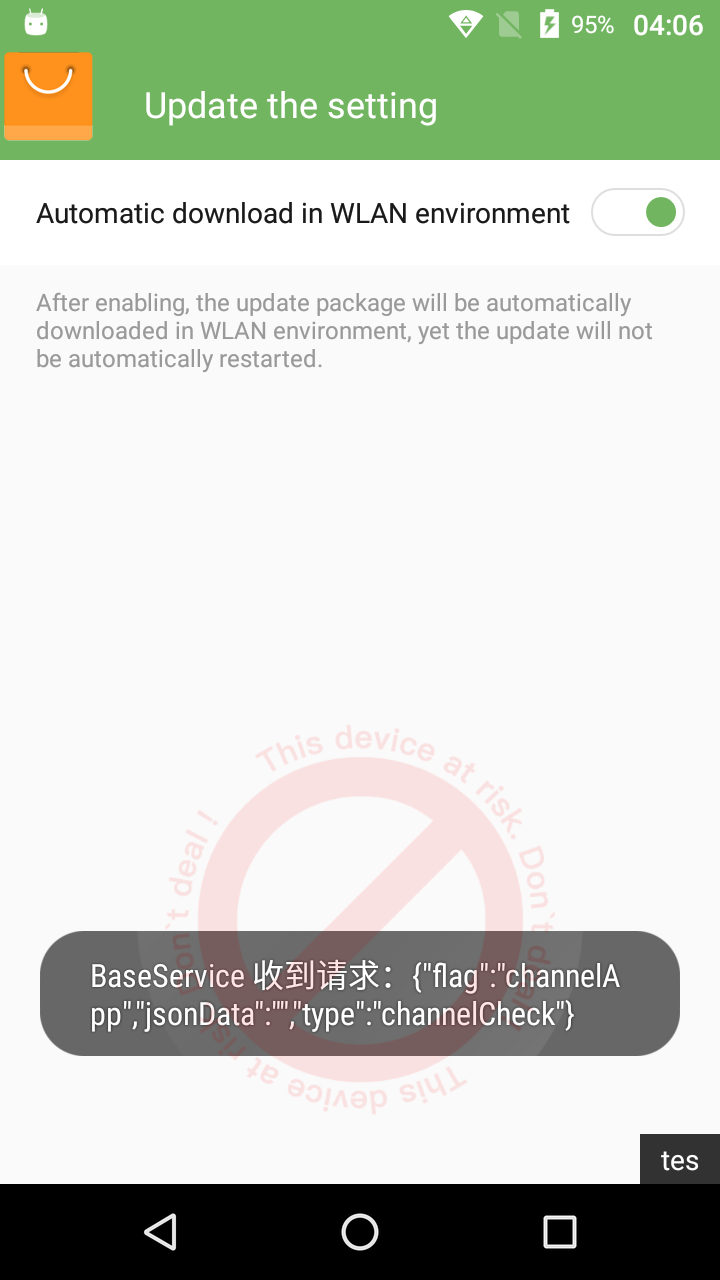 95% 04:06
Update the setting
Automatic download in WLAN environment
After enabling, the update package will be automatically
downloaded in WLAN environment, yet the update will not
be automatically restarted.
This device at risk. Don`t deal !
This device at risk. Don`t deal !
BaseService 收到请求：{"flag":"channelA
pp","jsonData":"","type":"channelCheck"}
tes